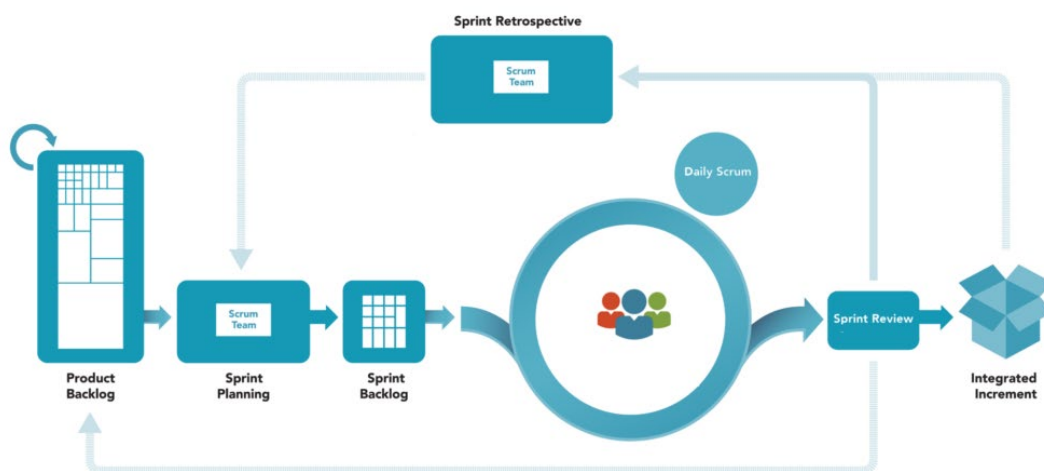 Sprint Retrospective
Scrum
Team
Daily Scrum
Scrum
Team
Sprint Review
Product
Backlog
Sprint
Planning
Sprint
Backlog
Integrated
Increment